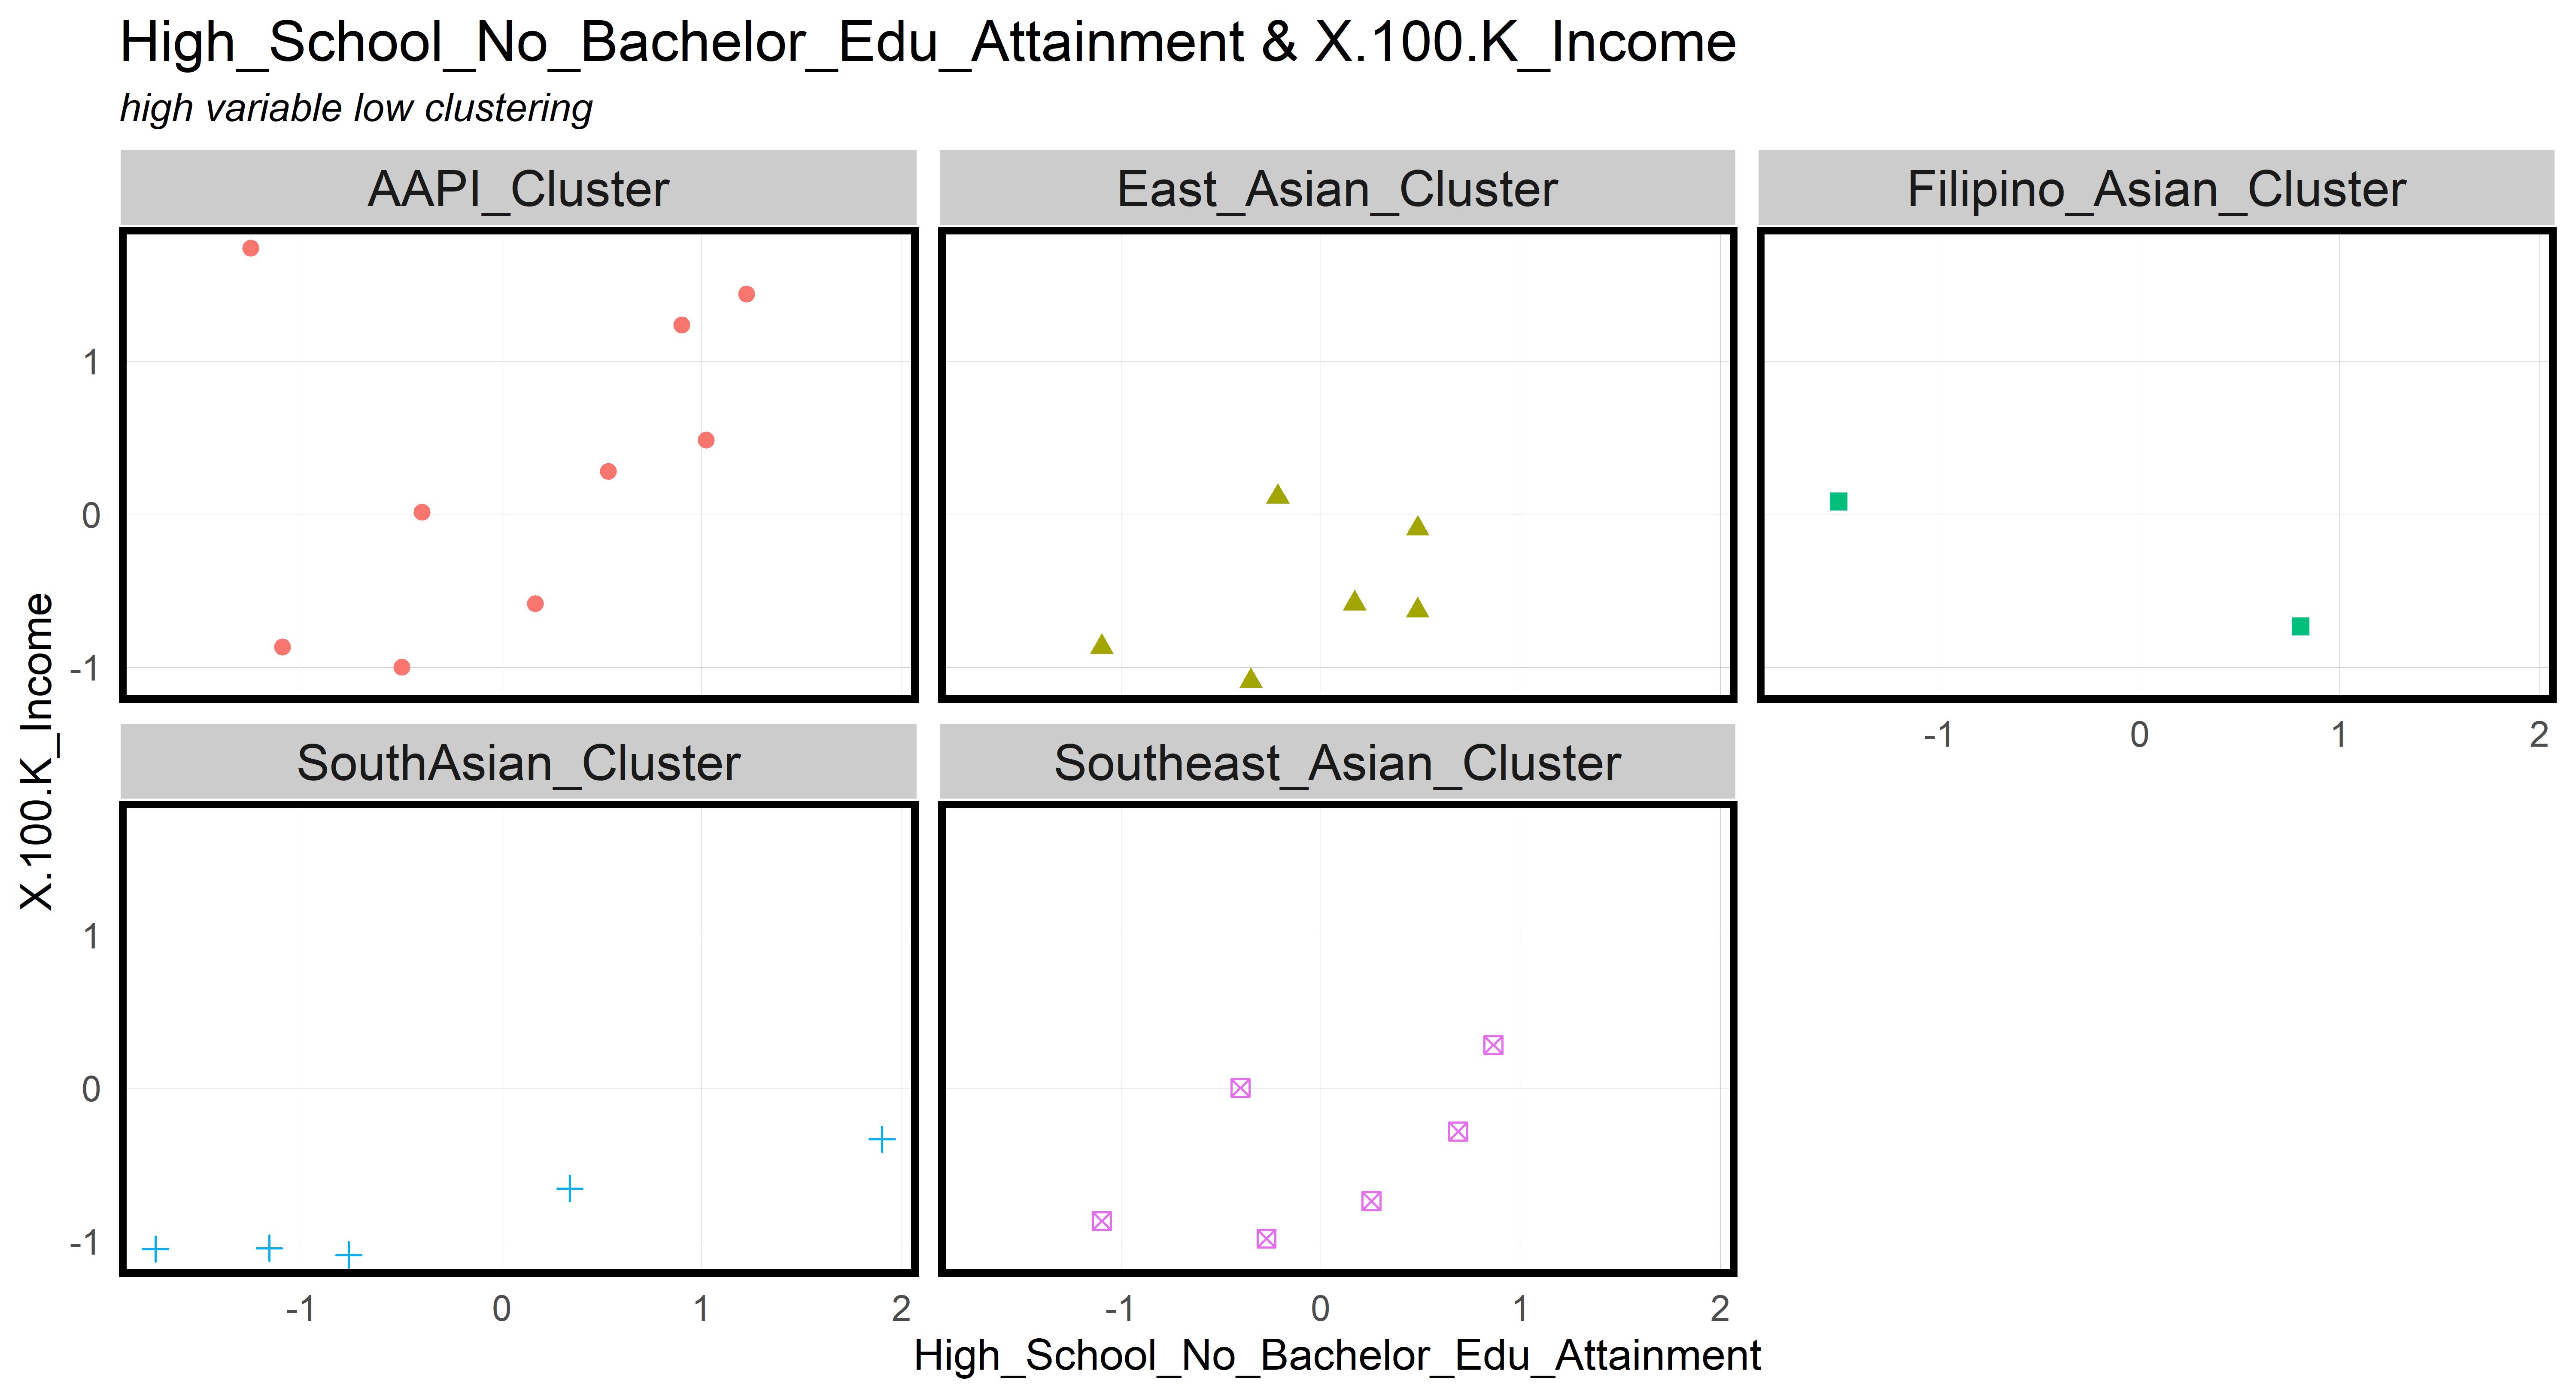 High_School_No_Bachelor_Edu_Attainment & X.100.K_Income
high variable low clustering
AAPI_Cluster
East_Asian_Cluster
Filipino_Asian_Cluster
1
0
-1
-1
0
1
2
SouthAsian_Cluster
Southeast_Asian_Cluster
1
0
-1
-1
0
1
2
-1
0
1
2
X.100.K_Income
High_School_No_Bachelor_Edu_Attainment